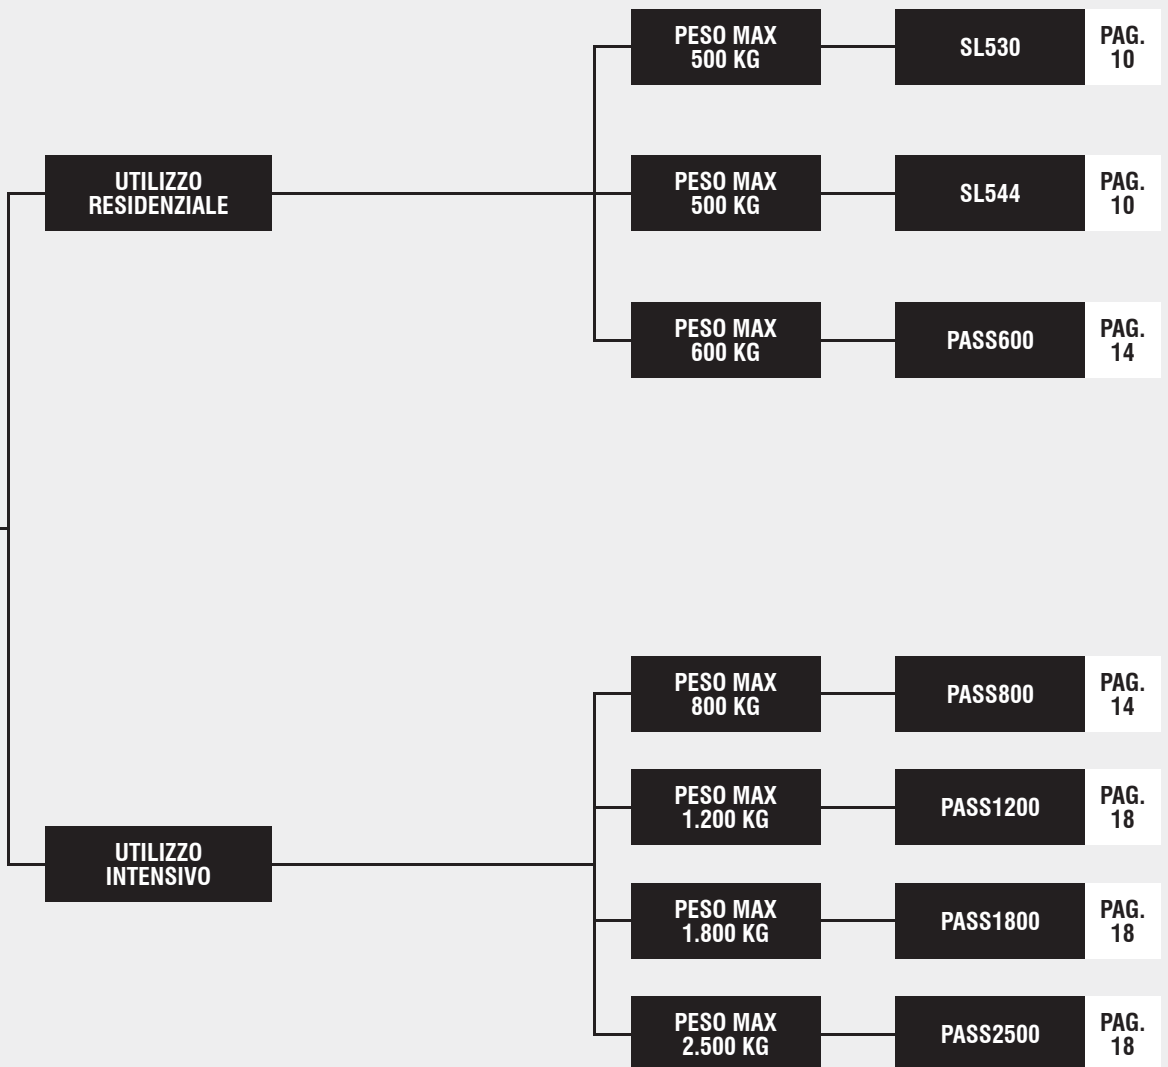 PESO MAX
500 KG
SL530
PAG.
10
UTILIZZO
RESIDENZIALE
PESO MAX
500 KG
SL544
PAG.
10
PESO MAX
600 KG
PASS600
PAG.
14
PESO MAX
800 KG
PASS800
PAG.
14
PESO MAX
1.200 KG
PASS1200
PAG.
18
UTILIZZO
INTENSIVO
PESO MAX
1.800 KG
PASS1800
PAG.
18
PESO MAX
2.500 KG
PASS2500
PAG.
18